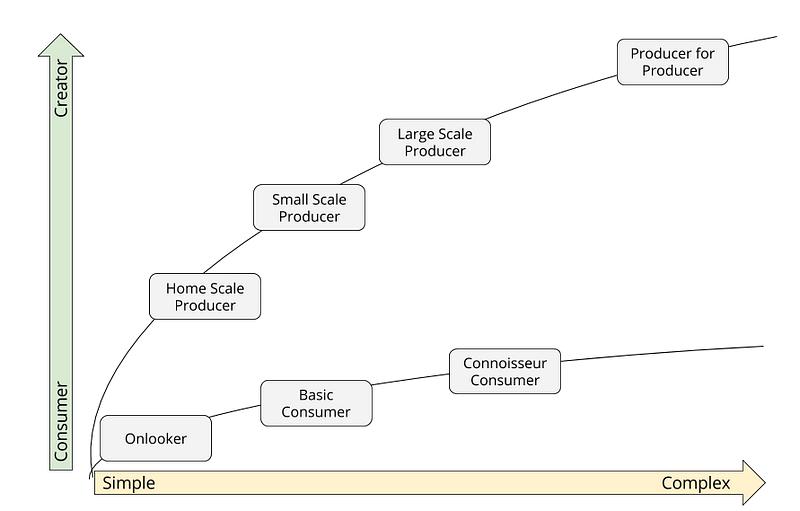 Creator
Consumer
Producer for
Producer
Large Scale
Producer
Small Scale
Producer
Home Scale
Producer
Connoisseur
Consumer
Basic
Consumer
Onlooker
Simple
Complex